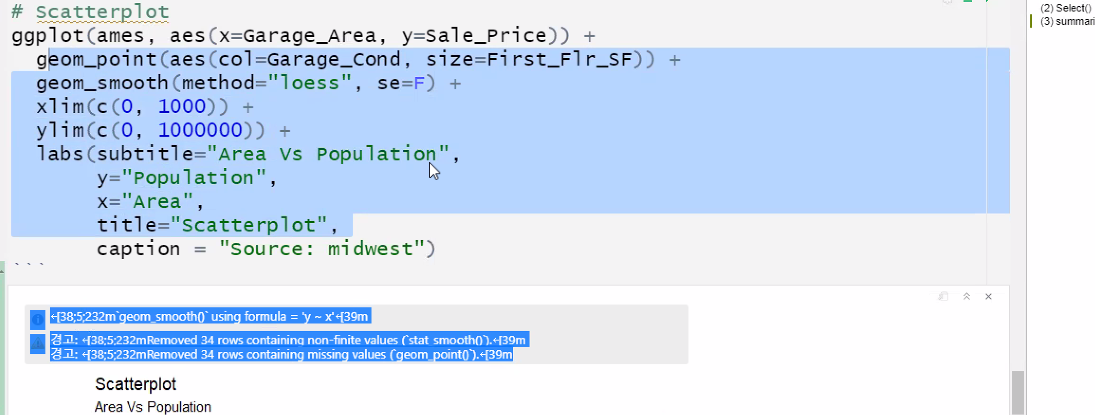 # Scatterplot
ggplot(ames, aes(x=Garage_Area, y=Sale_Price)) +
geom_point(aes(col=Garage_Cond, size=First_Flr_SF)) +
geom_smooth(method="loess", se=F) +
xlim(c(0, 1000)) +
ylim(c(0, 1000000)) +
labs(subtitle="Area Vs Population",
y="Population",
x="Area",
title="Scatterplot",
caption = "Source: midwest")
```
←[38;5;232m`geom_smooth()` using formula = 'y ~ x'←[39m
경고: ←[38;5;232mRemoved 34 rows containing non-finite values (`stat_smooth()`).←[39m
경고: ←[38;5;232mRemoved 34 rows containing missing values (`geom_point()`).←[39m
Scatterplot
Area Vs Population
(2) Select()
(3) summari